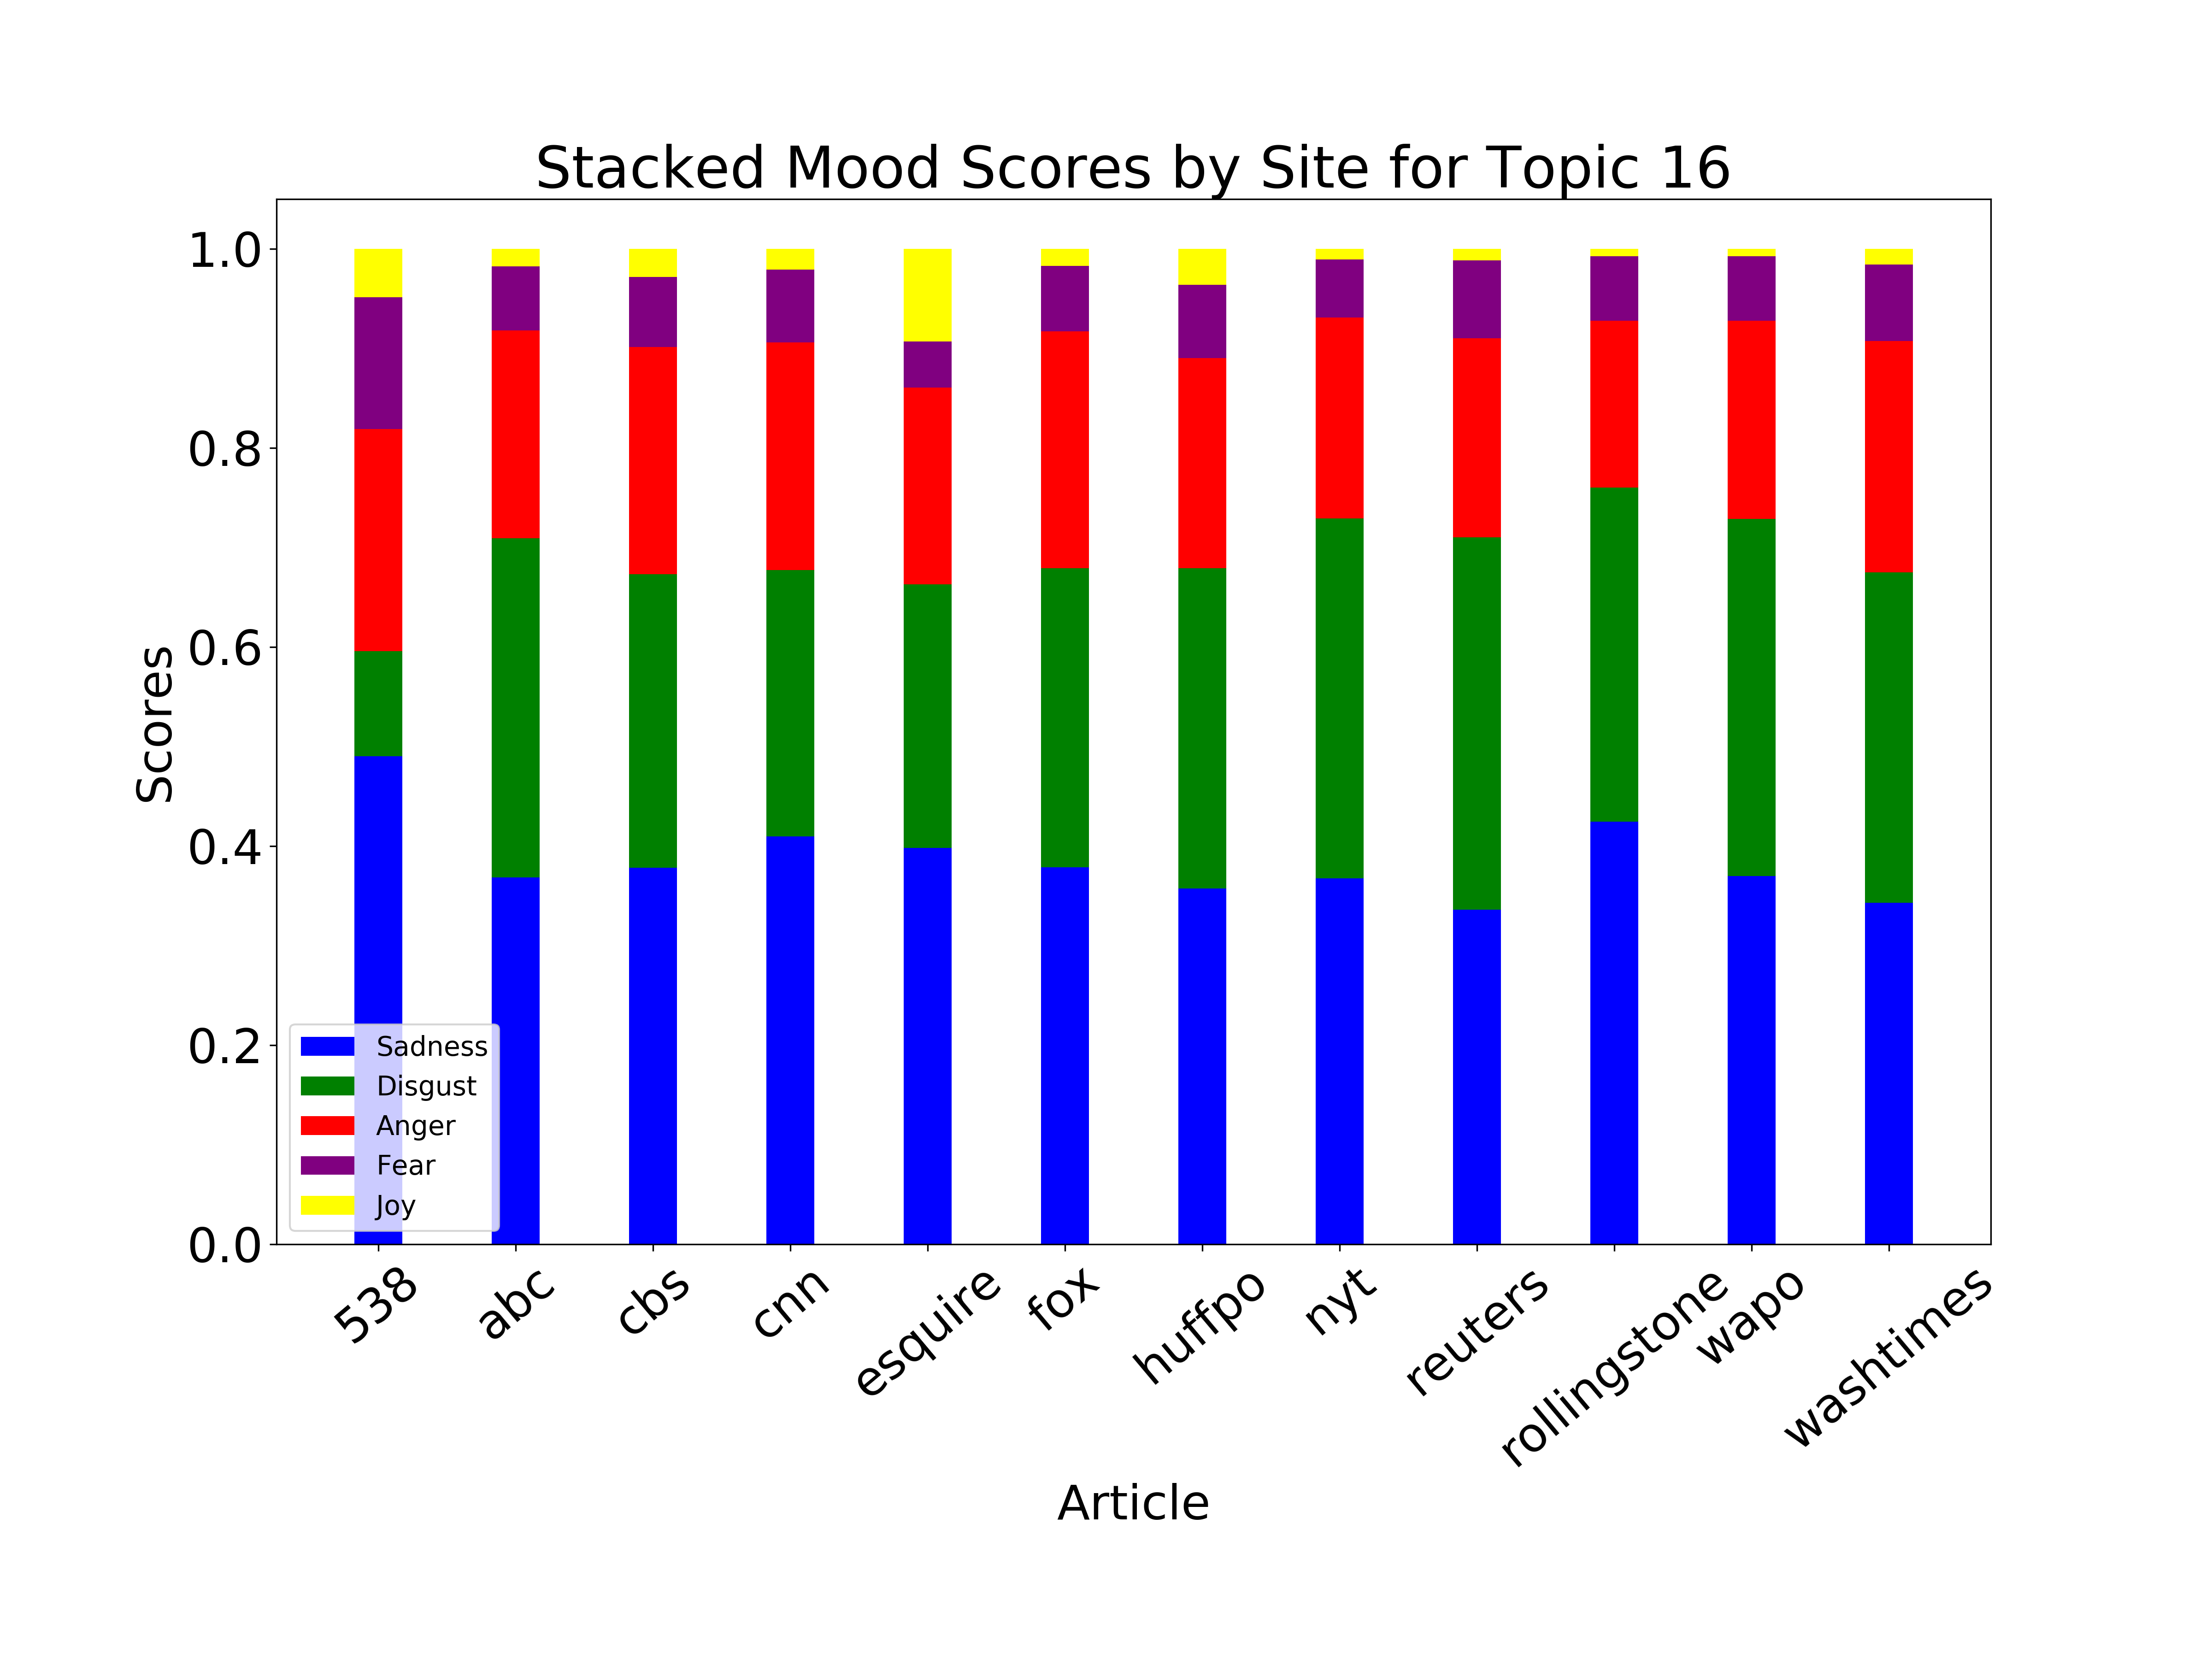 Stacked Mood Scores by Site for Topic 16
1.0
0.8
0.6
0.4
0.2
0.0
Scores
Sadness
Disgust
Anger
Fear
Joy
538
abc
cbs
cnn
esquire
fox
huffpo
nyt
reuters
rollingstone
wapo
washtimes
Article